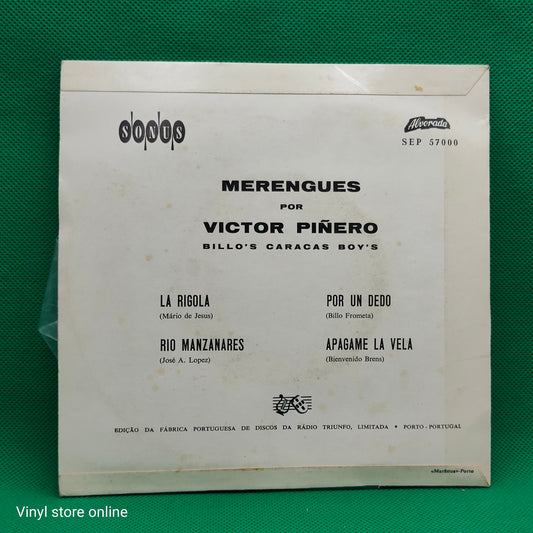 SONUS
Alvorada
SEP 57000
MERENGUES
POR
VICTOR PIÑERO
BILLO'S CARACAS BOY'S
LA RIGOLA
(Mário de Jesus)
POR UN DEDO
(Billo Frometa)
RIO MANZANARES
(José A. Lopez)
APAGAME LA VELA
(Bienvenido Brens)
EDIÇÃO DA FÁBRICA PORTUGUESA DE DISCOS DA RÁDIO TRIUNFO, LIMITADA • PORTO-PORTUGAL
Vinyl store online